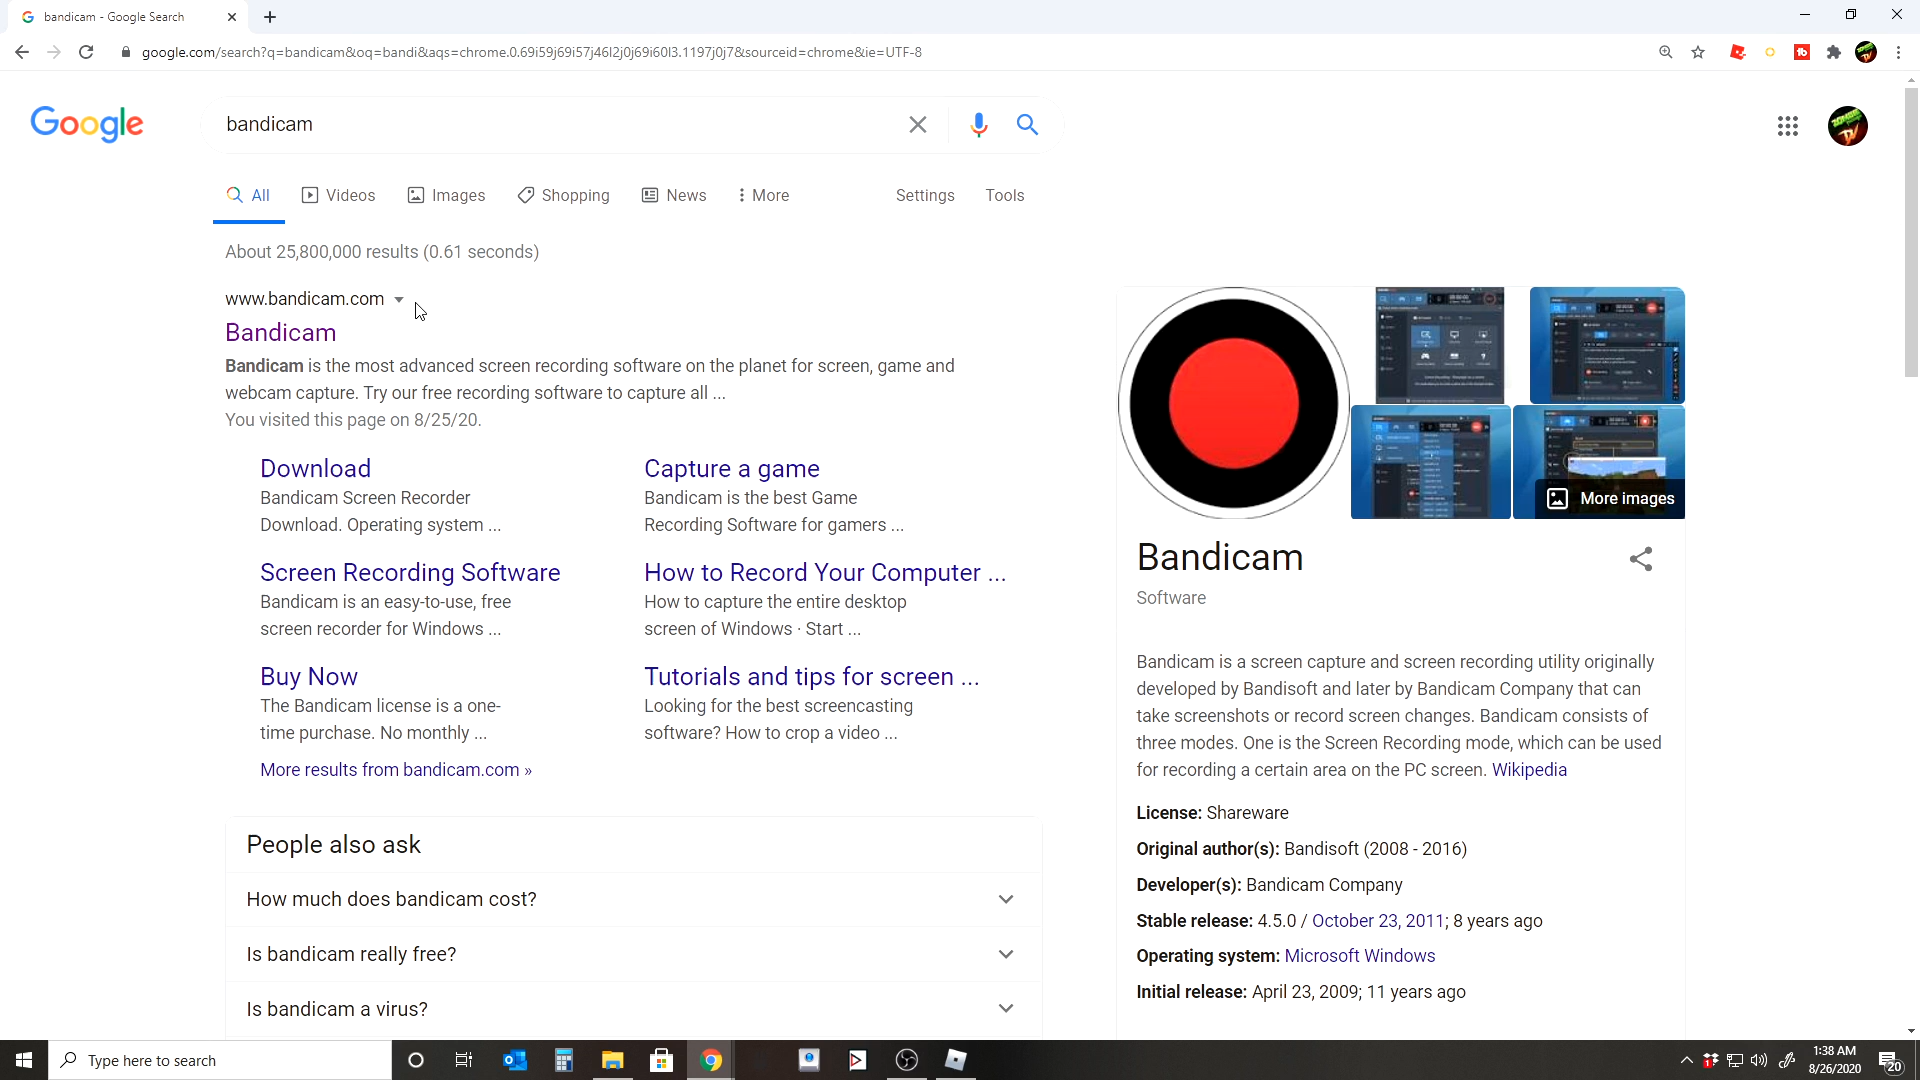 bandicam - Google Search
google.com/search?q=bandicam&oq=bandi&aqs=chrome.0.69i59j69i57j46l2j0j69i60l3.1197j0j7&sourceid=chrome&ie=UTF-8
Google
bandicam
All
Videos
Images
Shopping
News
More
Settings
Tools
About 25,800,000 results (0.61 seconds)
www.bandicam.com
Bandicam
Bandicam is the most advanced screen recording software on the planet for screen, game and
webcam capture. Try our free recording software to capture all ...
You visited this page on 8/25/20.
Download
Bandicam Screen Recorder
Download. Operating system ...
Capture a game
Bandicam is the best Game
Recording Software for gamers ...
Screen Recording Software
Bandicam is an easy-to-use, free
screen recorder for Windows ...
How to Record Your Computer ...
How to capture the entire desktop
screen of Windows · Start ...
Buy Now
The Bandicam license is a one-
time purchase. No monthly ...
Tutorials and tips for screen ...
Looking for the best screencasting
software? How to crop a video ...
More results from bandicam.com »
People also ask
How much does bandicam cost?
Is bandicam really free?
Is bandicam a virus?
More images
Bandicam
Software
Bandicam is a screen capture and screen recording utility originally
developed by Bandisoft and later by Bandicam Company that can
take screenshots or record screen changes. Bandicam consists of
three modes. One is the Screen Recording mode, which can be used
for recording a certain area on the PC screen. Wikipedia
License: Shareware
Original author(s): Bandisoft (2008 - 2016)
Developer(s): Bandicam Company
Stable release: 4.5.0 / October 23, 2011; 8 years ago
Operating system: Microsoft Windows
Initial release: April 23, 2009; 11 years ago
Type here to search
1:38 AM
8/26/2020
20